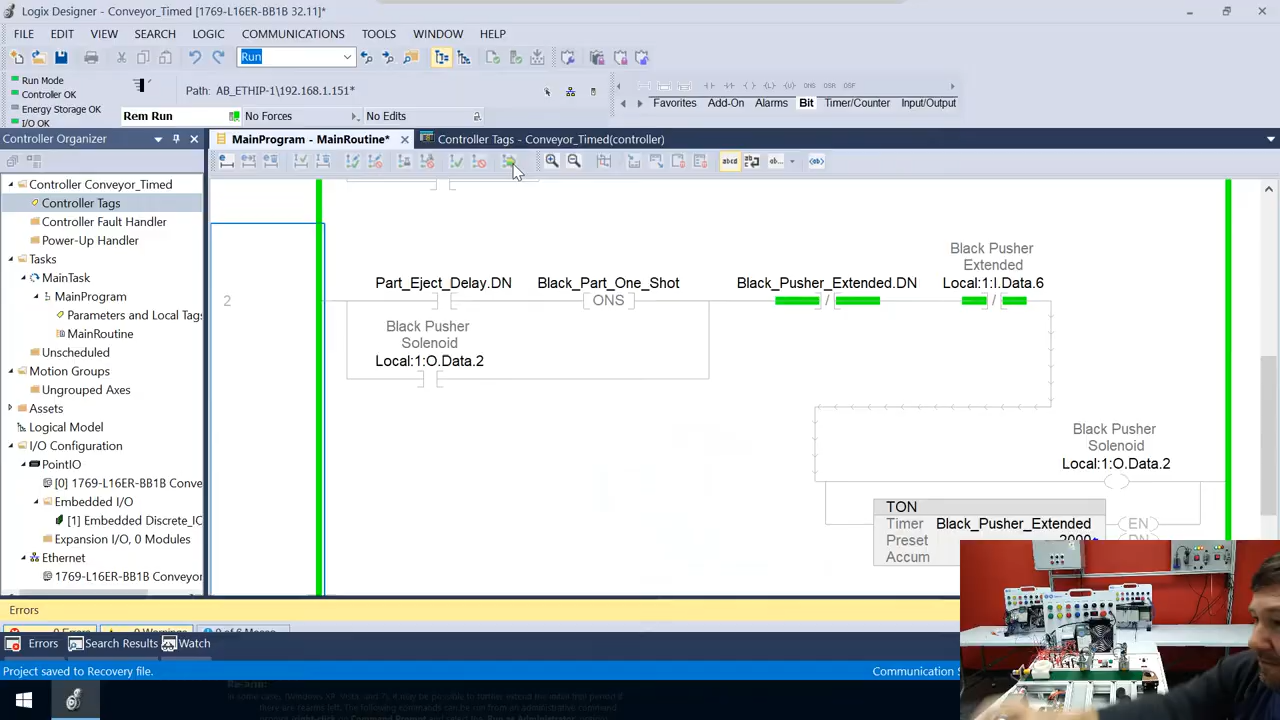 Logix Designer - Conveyor_Timed [1769-L16ER-BB1B 32.11]*
FILE EDIT VIEW SEARCH LOGIC COMMUNICATIONS TOOLS WINDOW HELP
Run
Run Mode
Controller OK
Energy Storage OK
I/O OK
Path: AB_ETHIP-1\192.168.1.151*
Rem Run
No Forces
No Edits
Favorites Add-On Alarms Bit Timer/Counter Input/Output
Controller Organizer
MainProgram - MainRoutine*
Controller Tags - Conveyor_Timed(controller)
Controller Conveyor_Timed
Controller Tags
Controller Fault Handler
Power-Up Handler
Tasks
MainTask
MainProgram
Parameters and Local Tags
MainRoutine
Unscheduled
Motion Groups
Ungrouped Axes
Assets
Logical Model
I/O Configuration
PointIO
[0] 1769-L16ER-BB1B Conve
Embedded I/O
[1] Embedded Discrete_IO
Expansion I/O, 0 Modules
Ethernet
1769-L16ER-BB1B Conveyor
2
Part_Eject_Delay.DN
Black_Part_One_Shot
ONS
Black_Pusher_Extended.DN
Black Pusher
Extended
Local:1:I.Data.6
Black Pusher
Solenoid
Local:1:O.Data.2
Black Pusher
Solenoid
Local:1:O.Data.2
TON
Timer Black_Pusher_Extended
Preset 2000
Accum
EN
DN
Errors
Errors Search Results Watch
Project saved to Recovery file.
Communication S